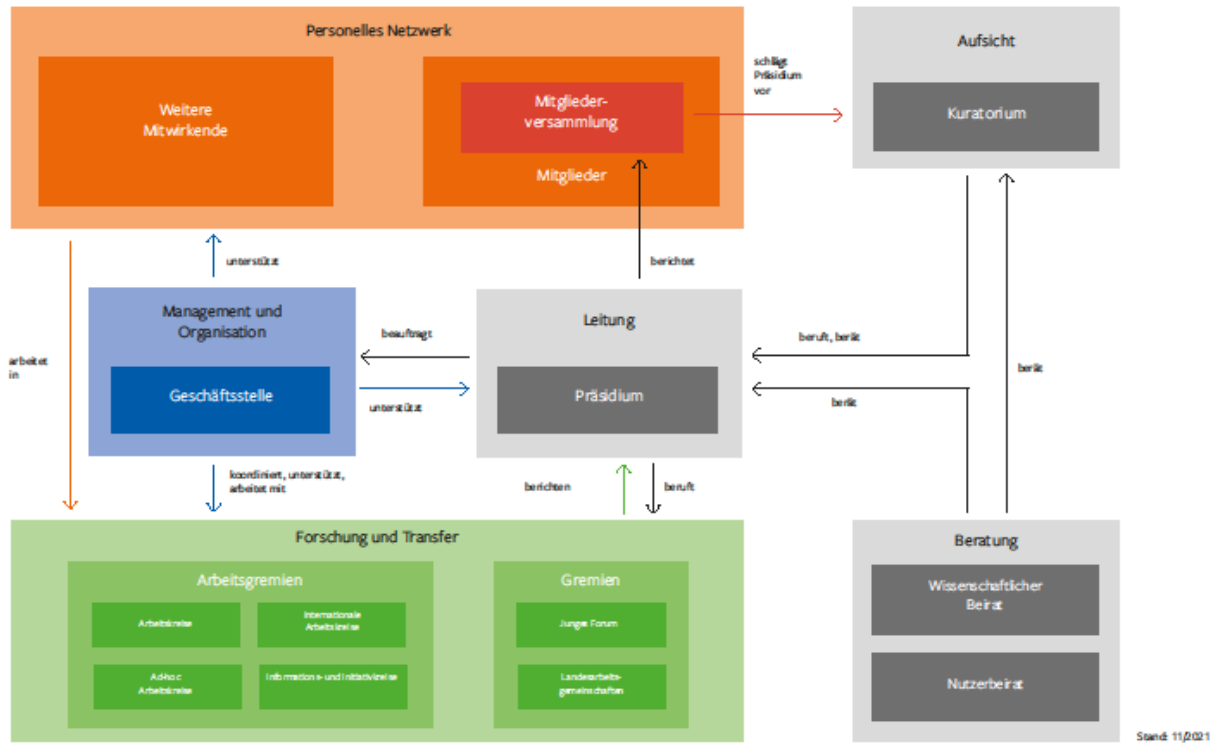 Personelles Netzwerk
Weitere
Mitwirkende
Mitglieder-
versammlung
Mitglieder
schlägt
Präsidium
vor
Aufsicht
Kuratorium
unterstützt
berichtet
Management und
Organisation
Geschäftsstelle
beauftragt
unterstützt
Leitung
Präsidium
beruft, berät
berät
berät
arbeitet
in
koordiniert, unterstützt,
arbeitet mit
berichten
beruft
Forschung und Transfer
Arbeitsgremien
Arbeitskreise
Internationale
Arbeitskreise
Ad-hoc
Arbeitskreise
Informations- und Initiativkreise
Gremien
Junges Forum
Landesarbeits-
gemeinschaften
Beratung
Wissenschaftlicher
Beirat
Nutzerbeirat
Stand: 11/2021